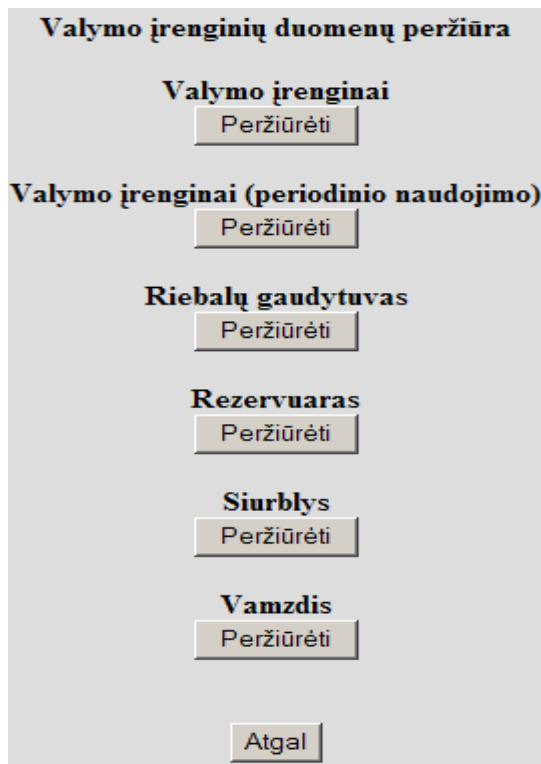 Valymo įrenginių duomenų peržiūra
Valymo įrenginai
Peržiūrėti
Valymo įrenginai (periodinio naudojimo)
Peržiūrėti
Riebalų gaudytuvas
Peržiūrėti
Rezervuaras
Peržiūrėti
Siurblys
Peržiūrėti
Vamzdis
Peržiūrėti
Atgal